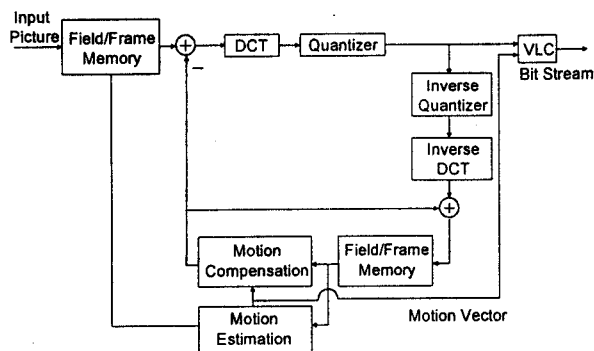 Input
Picture
Field/Frame
Memory
+
−
DCT
Quantizer
VLC
Bit Stream
Inverse
Quantizer
Inverse
DCT
+
Motion
Compensation
Field/Frame
Memory
Motion Vector
Motion
Estimation